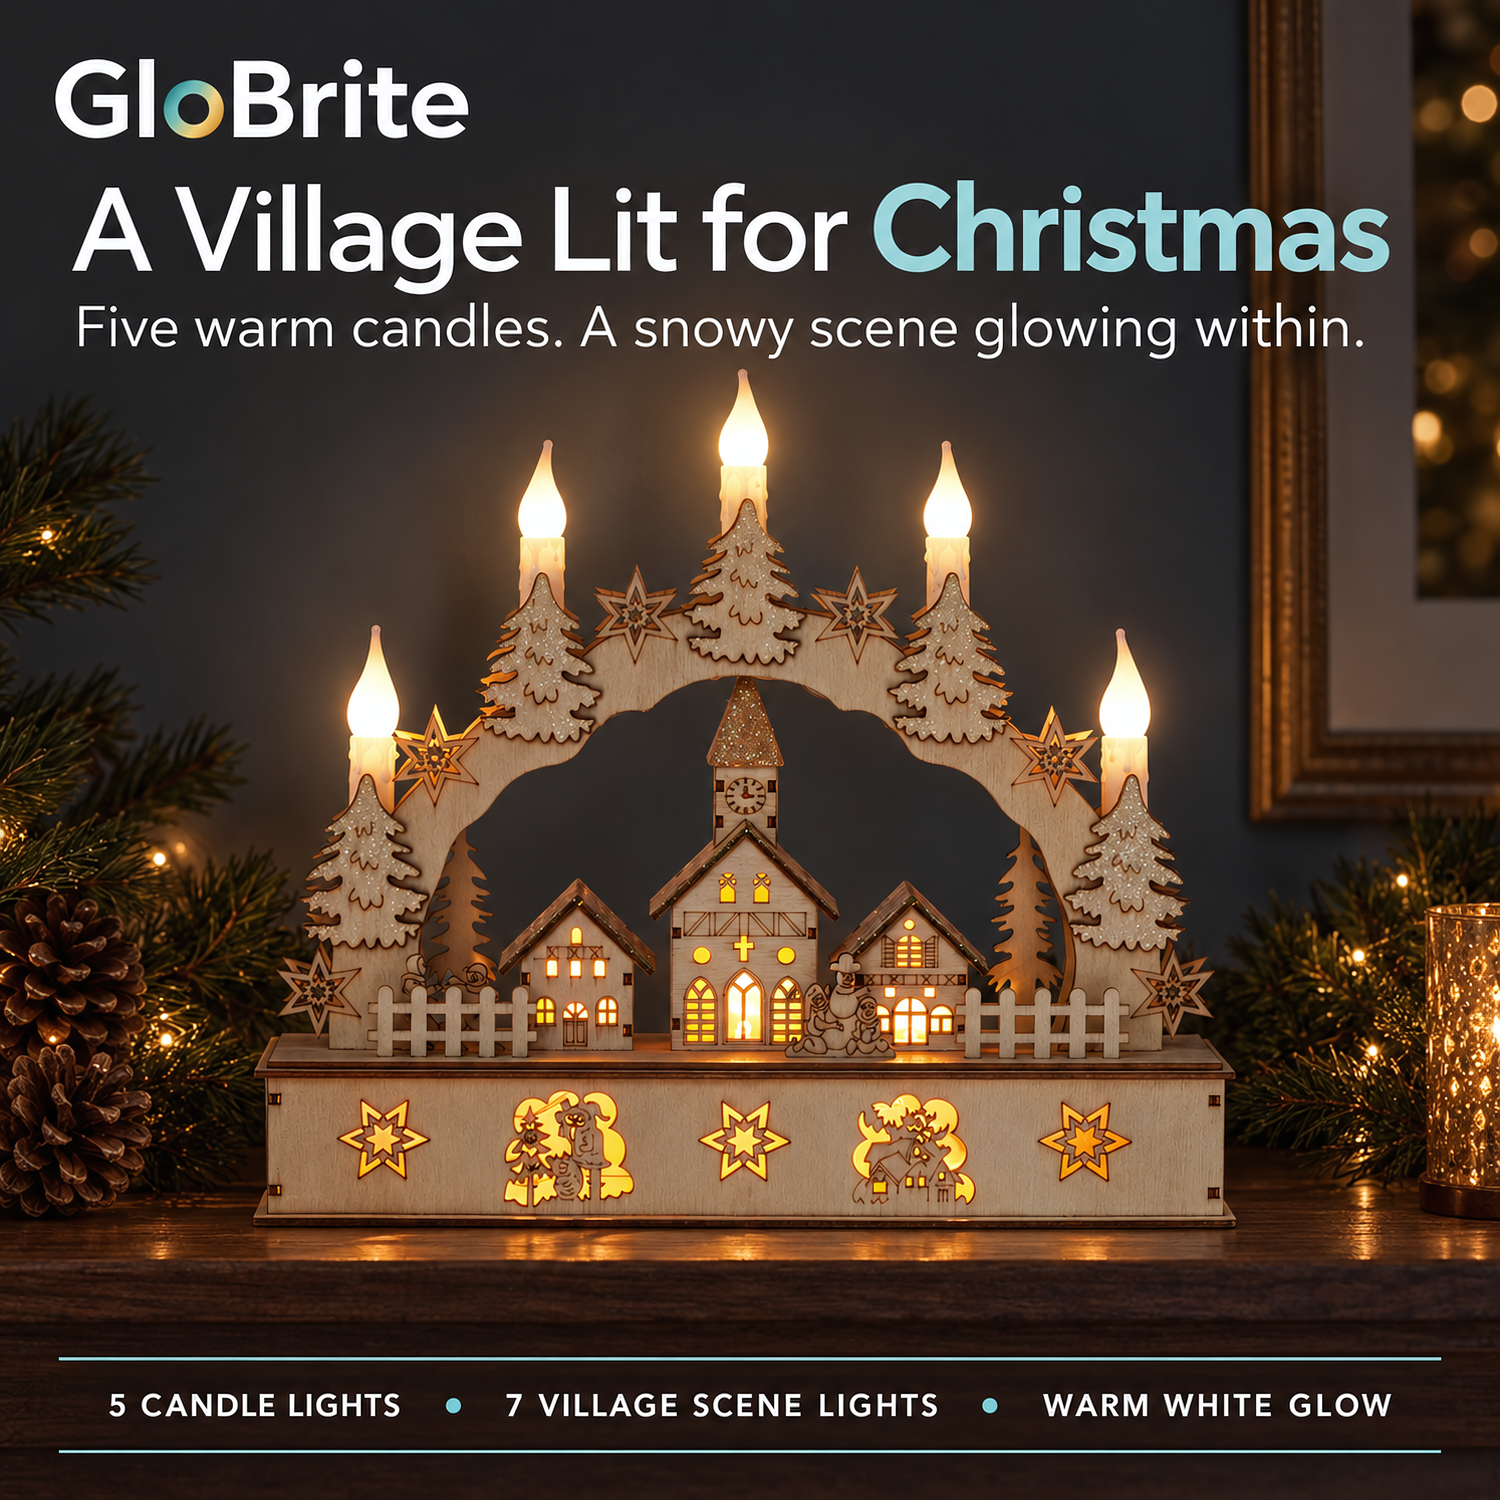 GloBrite
A Village Lit for Christmas
Five warm candles. A snowy scene glowing within.
5 CANDLE LIGHTS • 7 VILLAGE SCENE LIGHTS • WARM WHITE GLOW